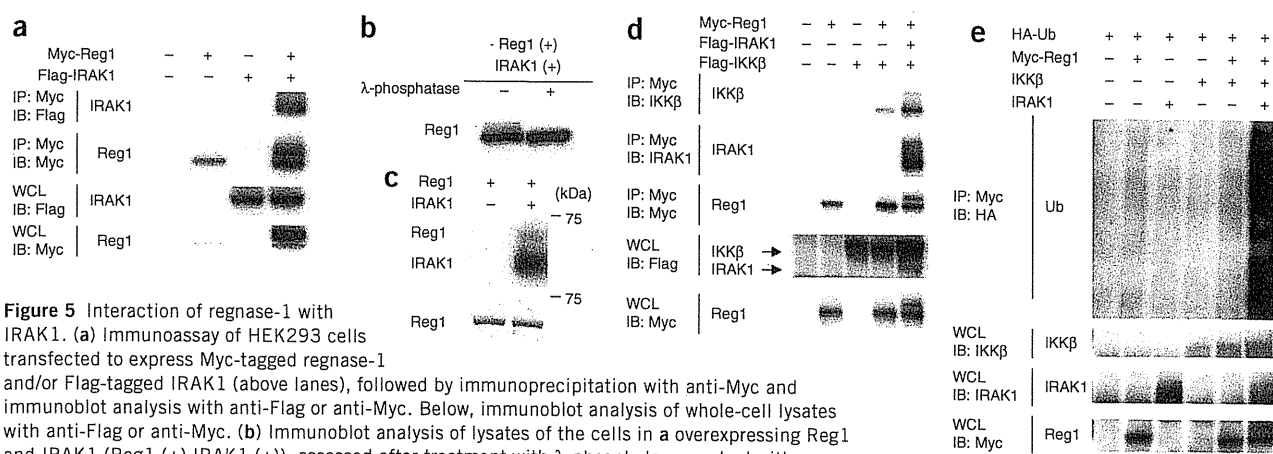 a
Myc-Reg1 – + – +
Flag-IRAK1 – – + +
IP: Myc
IB: Flag
IRAK1
IP: Myc
IB: Myc
Reg1
WCL
IB: Flag
IRAK1
WCL
IB: Myc
Reg1
b
- Reg1 (+)
IRAK1 (+)
λ-phosphatase – +
Reg1
c
Reg1 + +
IRAK1 – +
(kDa)
75
Reg1
IRAK1
75
Reg1
d
Myc-Reg1 – + – + +
Flag-IRAK1 – – – – +
Flag-IKKβ – – + + +
IP: Myc
IB: IKKβ
IKKβ
IP: Myc
IB: IRAK1
IRAK1
IP: Myc
IB: Myc
Reg1
WCL
IB: Flag
IKKβ
IRAK1
WCL
IB: Myc
Reg1
e
HA-Ub + + + + + +
Myc-Reg1 – + – – + +
IKKβ – – – + + +
IRAK1 – – + – – +
IP: Myc
IB: HA
Ub
WCL
IB: IKKβ
IKKβ
WCL
IB: IRAK1
IRAK1
WCL
IB: Myc
Reg1
Figure 5 Interaction of regnase-1 with
IRAK1. (a) Immunoassay of HEK293 cells
transfected to express Myc-tagged regnase-1
and/or Flag-tagged IRAK1 (above lanes), followed by immunoprecipitation with anti-Myc and
immunoblot analysis with anti-Flag or anti-Myc. Below, immunoblot analysis of whole-cell lysates
with anti-Flag or anti-Myc. (b) Immunoblot analysis of lysates of the cells in a overexpressing Reg1